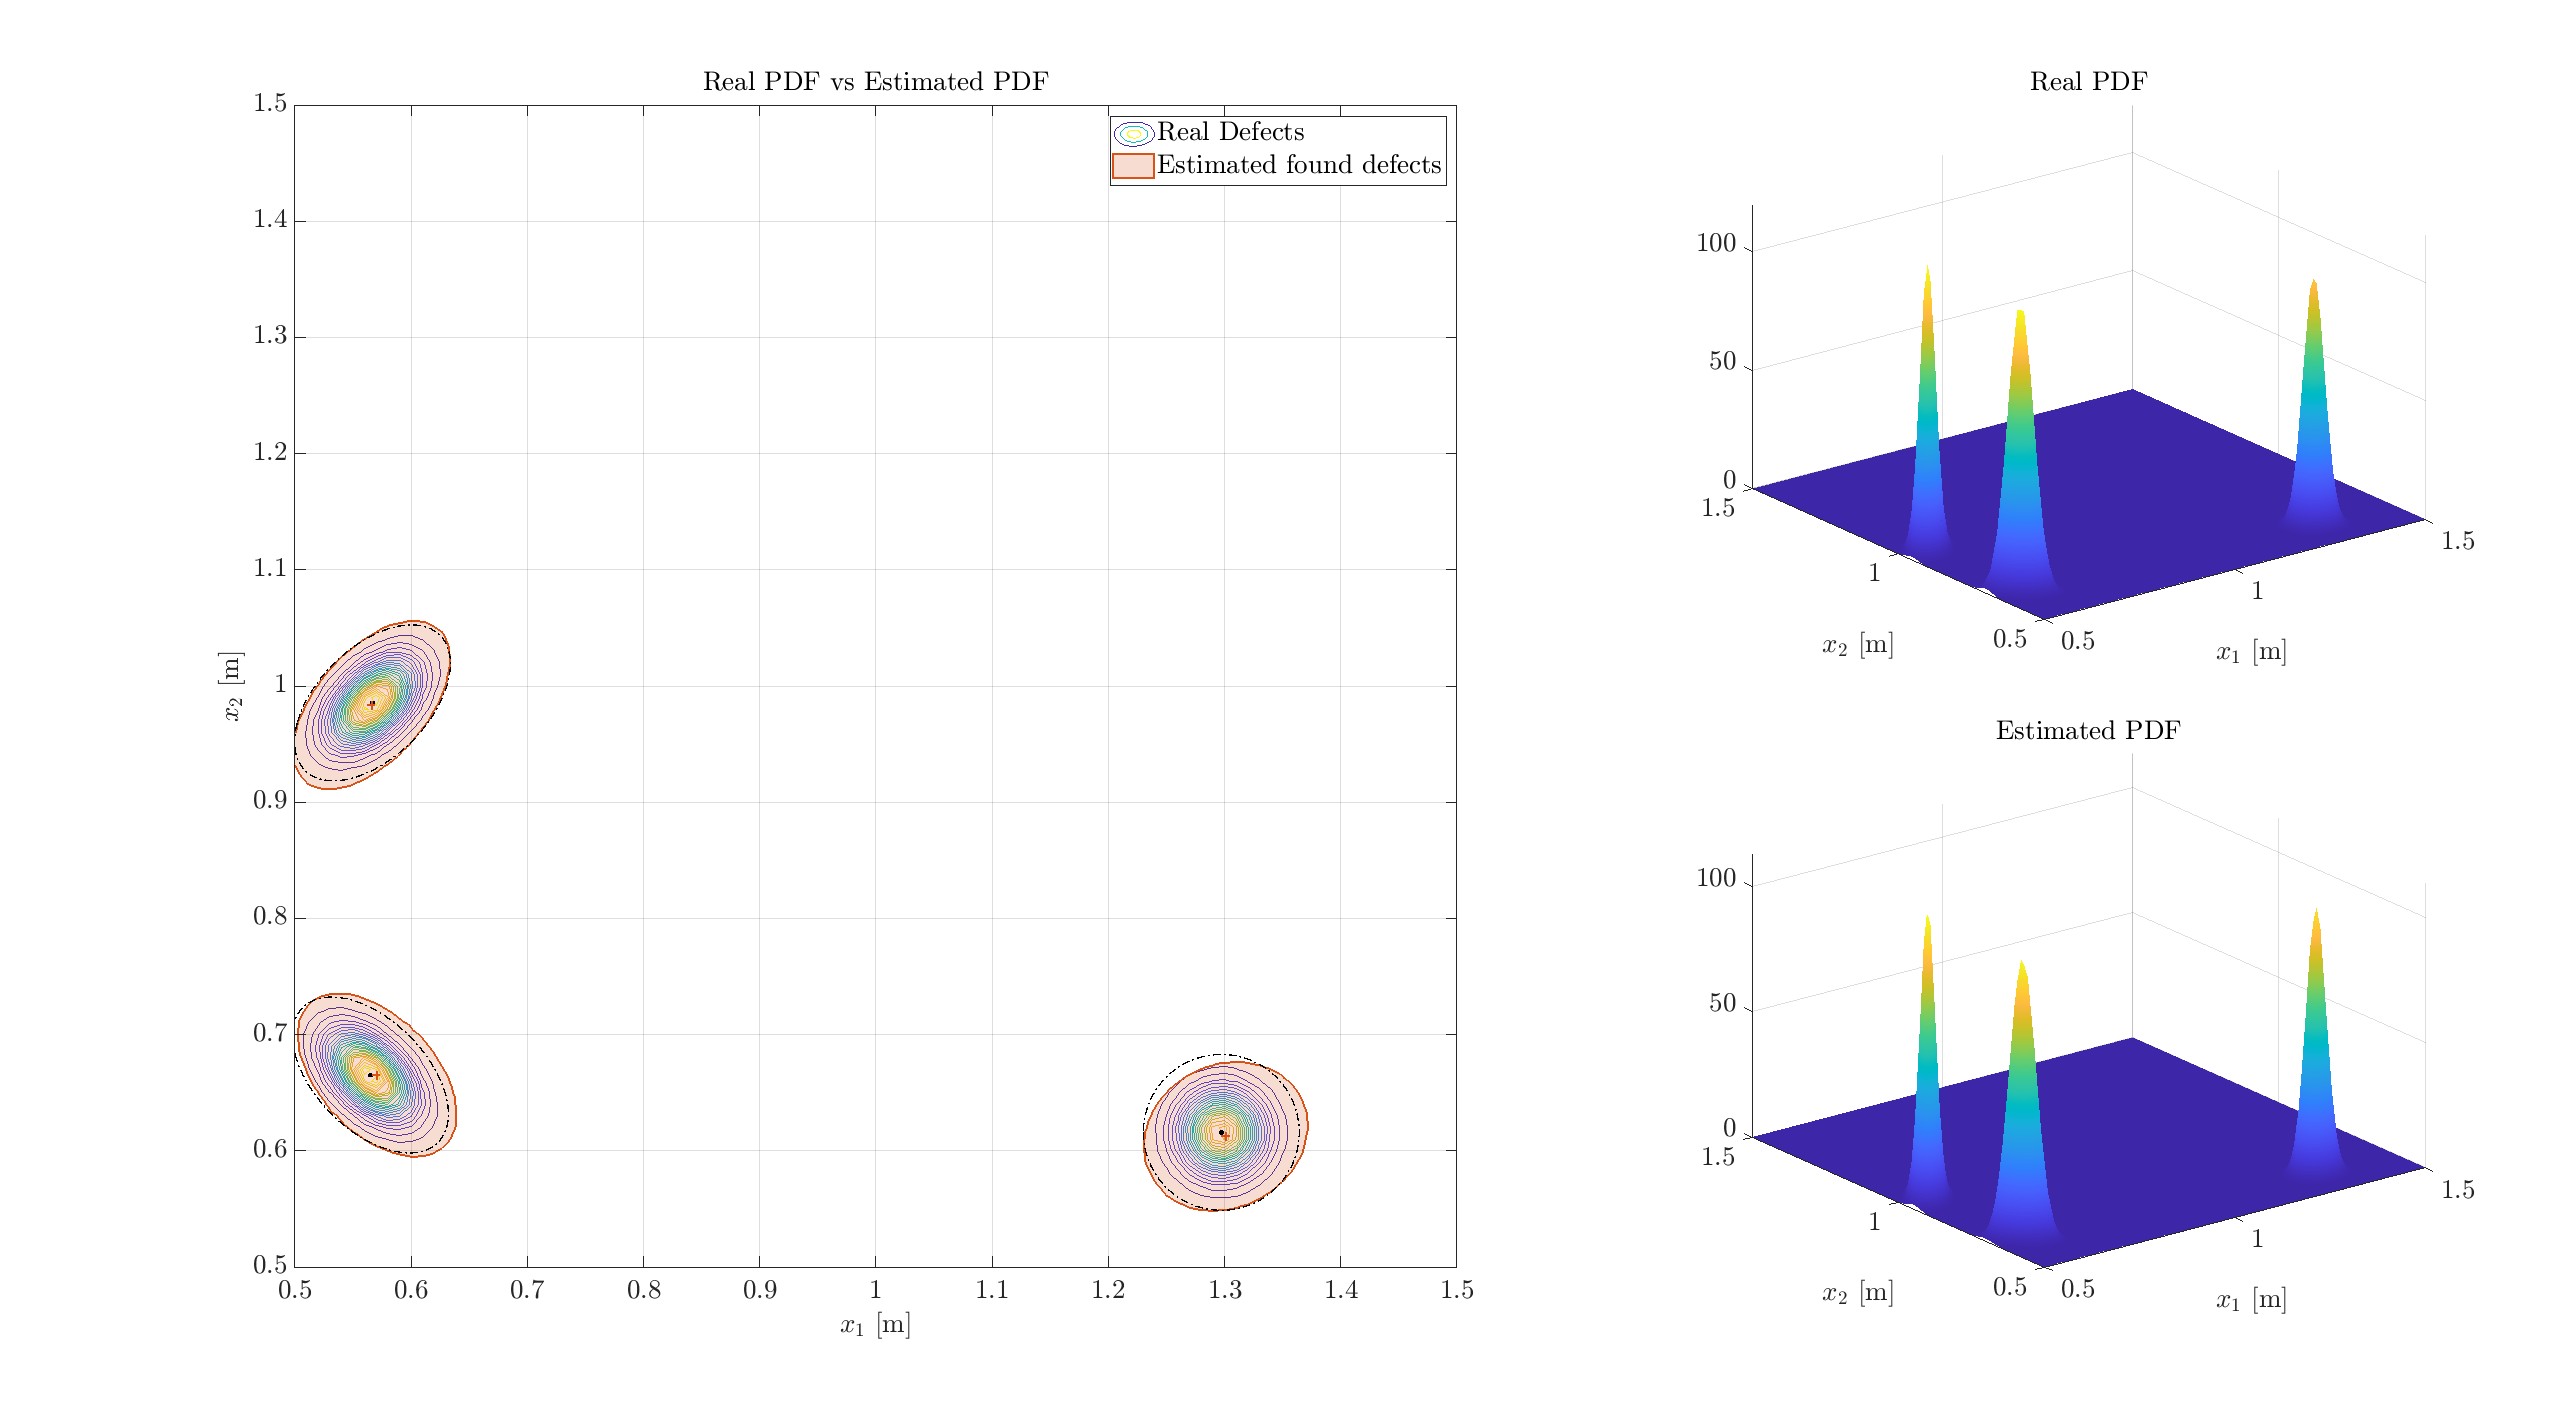 Real PDF vs Estimated PDF
Real Defects
Estimated found defects
1.5
1.4
1.3
1.2
1.1
1
0.9
0.8
0.7
0.6
0.5
x₂ [m]
0.5 0.6 0.7 0.8 0.9 1 1.1 1.2 1.3 1.4 1.5
x₁ [m]
Real PDF
100
50
0
1.5
1
0.5
x₂ [m]
0.5
1
1.5
x₁ [m]
Estimated PDF
100
50
0
1.5
1
0.5
x₂ [m]
0.5
1
1.5
x₁ [m]